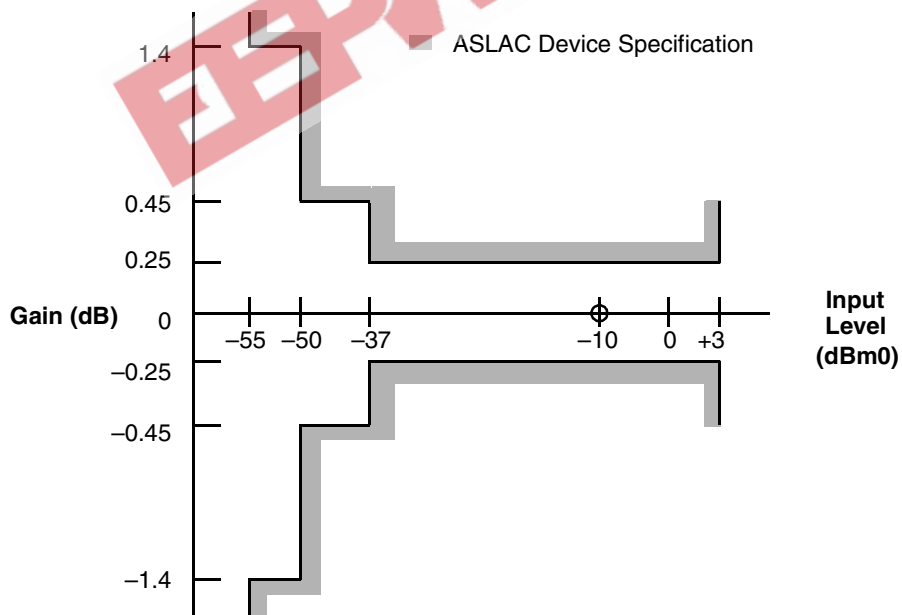 ASLAC Device Specification
1.4
0.45
0.25
Gain (dB)
0
Input
Level
(dBm0)
–55 –50 –37 –10 0 +3
–0.25
–0.45
–1.4